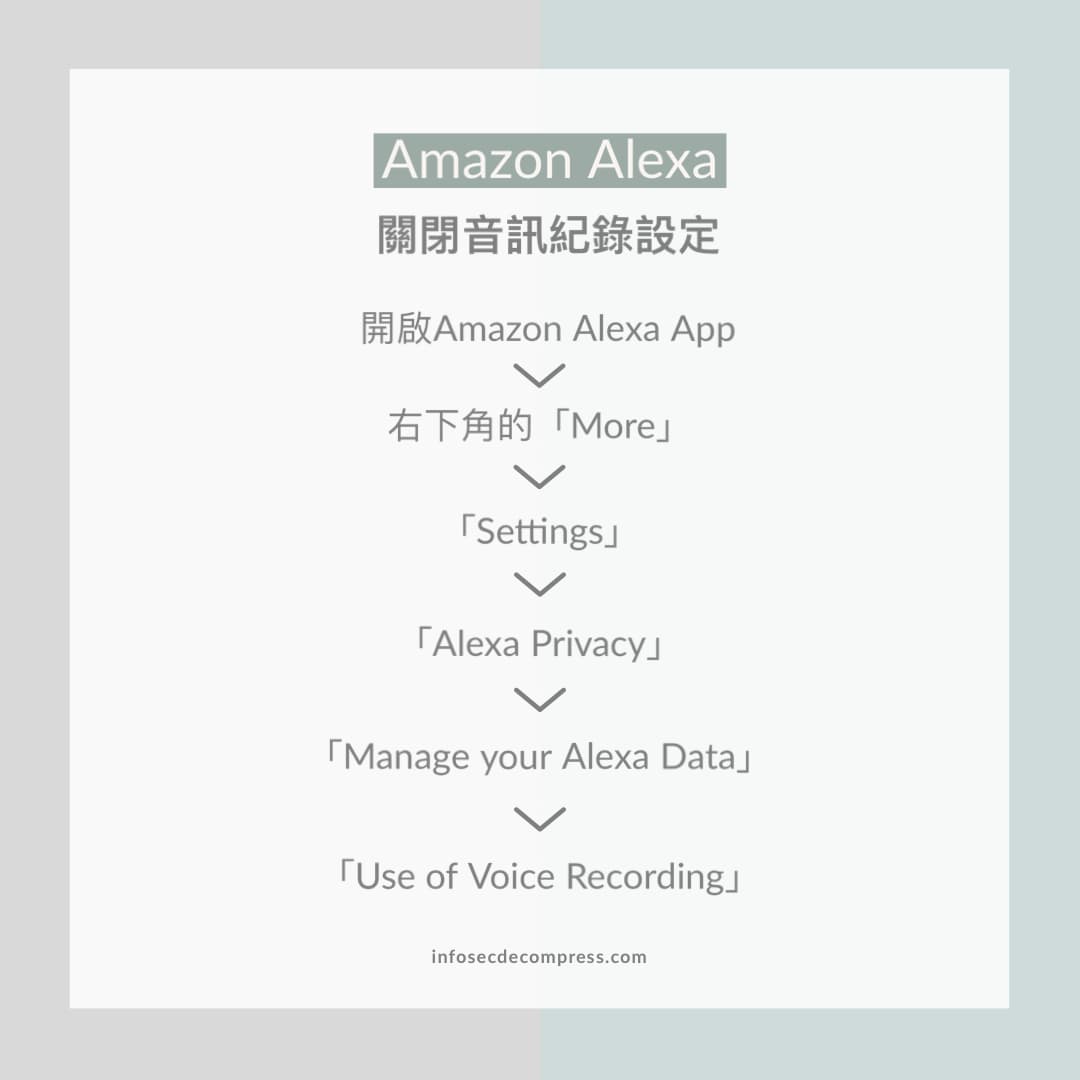 Amazon Alexa
關閉音訊紀錄設定
開啟Amazon Alexa App
右下角的「More」
「Settings」
「Alexa Privacy」
「Manage your Alexa Data」
「Use of Voice Recording」
infosecdecompress.com